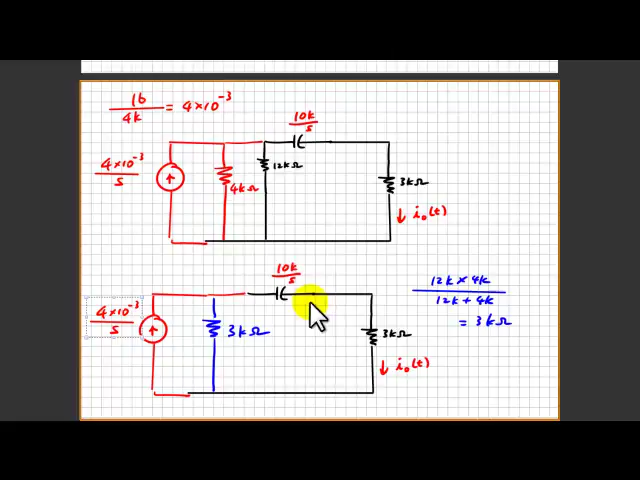 16/4k = 4×10⁻³
10k/s
4×10⁻³/s
4kΩ
12kΩ
3kΩ
↓ i₀(t)
10k/s
4×10⁻³/s
3kΩ
3kΩ
↓ i₀(t)
12k × 4k
12k + 4k
= 3kΩ